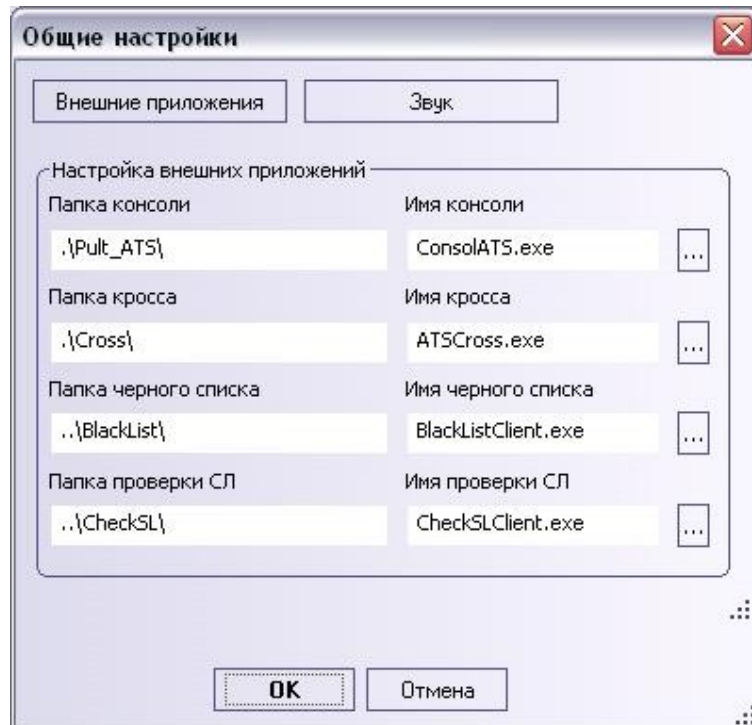 Общие настройки
Внешние приложения Звук
Настройка внешних приложений
Папка консоли Имя консоли
.\Pult_ATS\ ConsolATS.exe ...
Папка кросса Имя кросса
.\Cross\ ATSCross.exe ...
Папка черного списка Имя черного списка
..\BlackList\ BlackListClient.exe ...
Папка проверки СЛ Имя проверки СЛ
..\CheckSL\ CheckSLClient.exe ...
OK Отмена